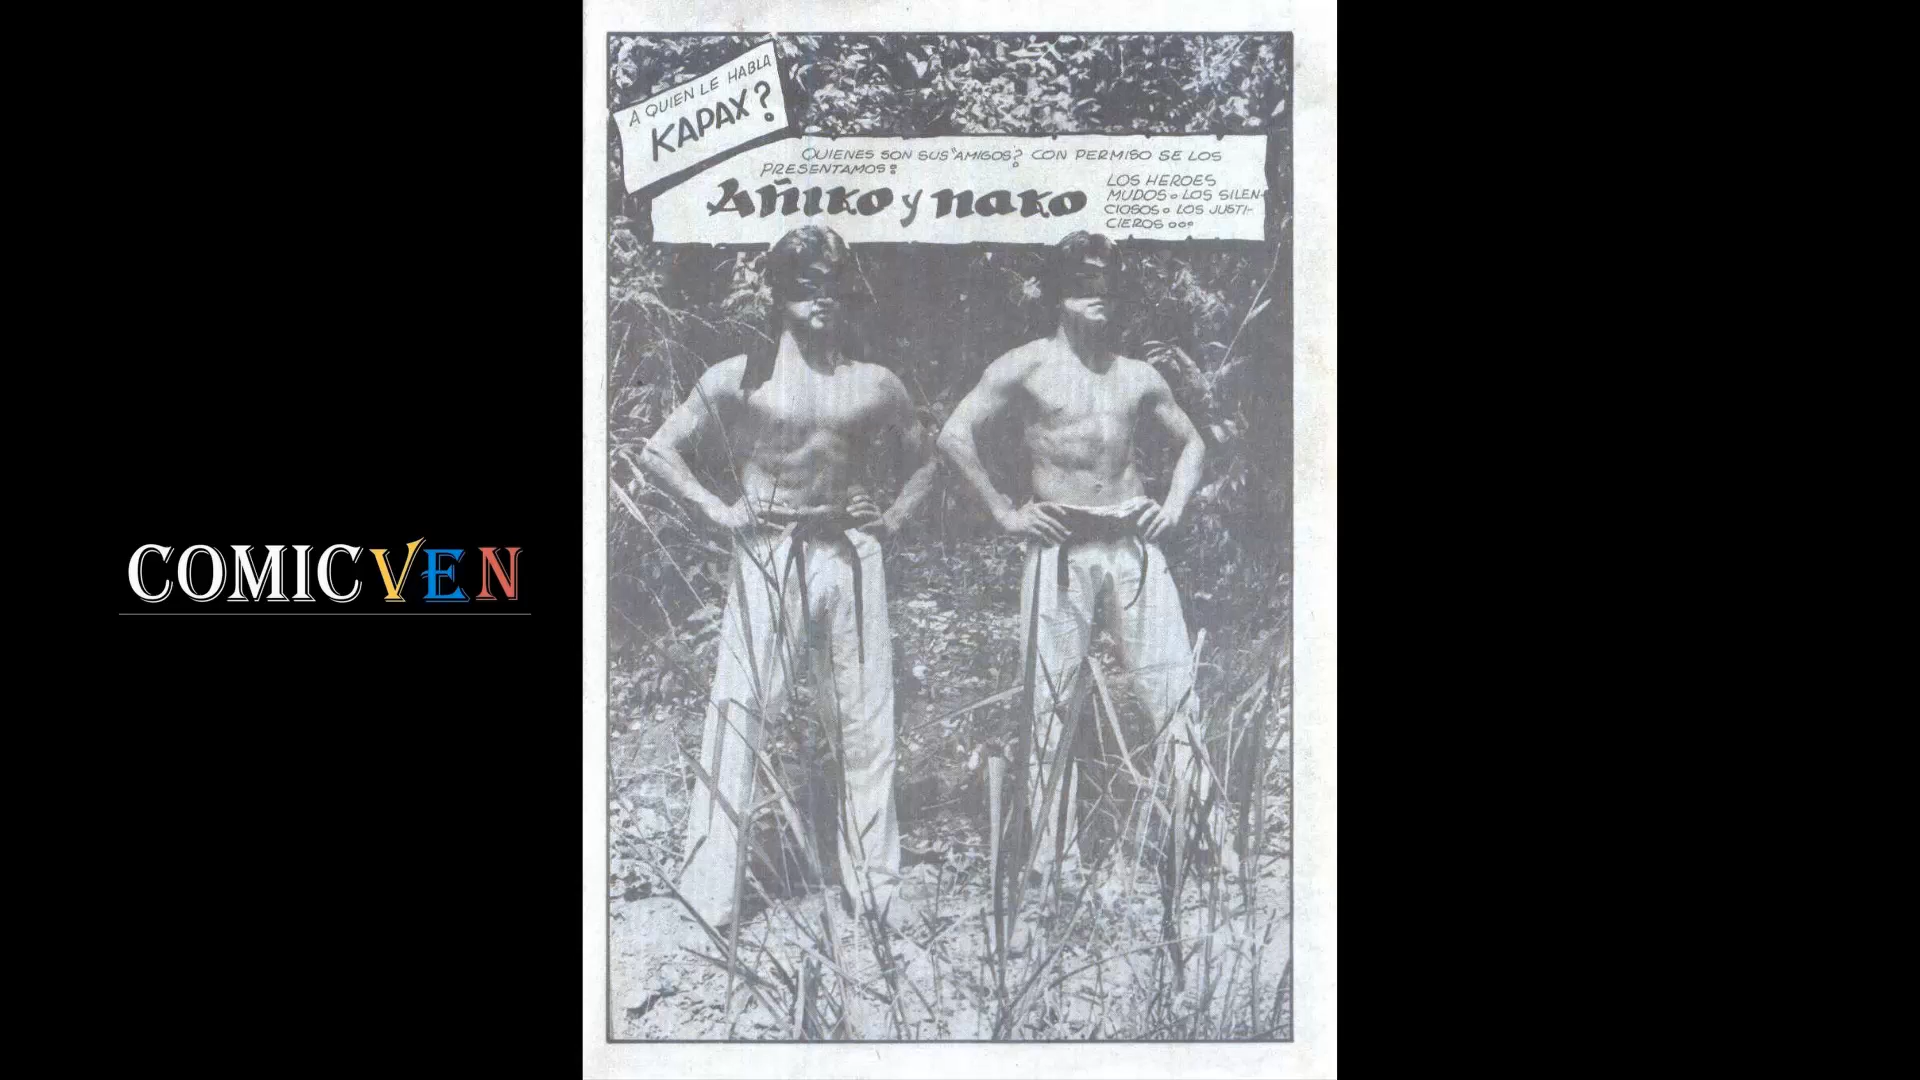 A QUIEN LE HABLA
KAPAX?
QUIENES SON SUS "AMIGOS? CON PERMISO SE LOS
PRESENTAMOS:
Añiko y nako
LOS HEROES
MUDOS o LOS SILEN-
CIOSOS o LOS JUSTI-
CIEROS ...
COMICVEN